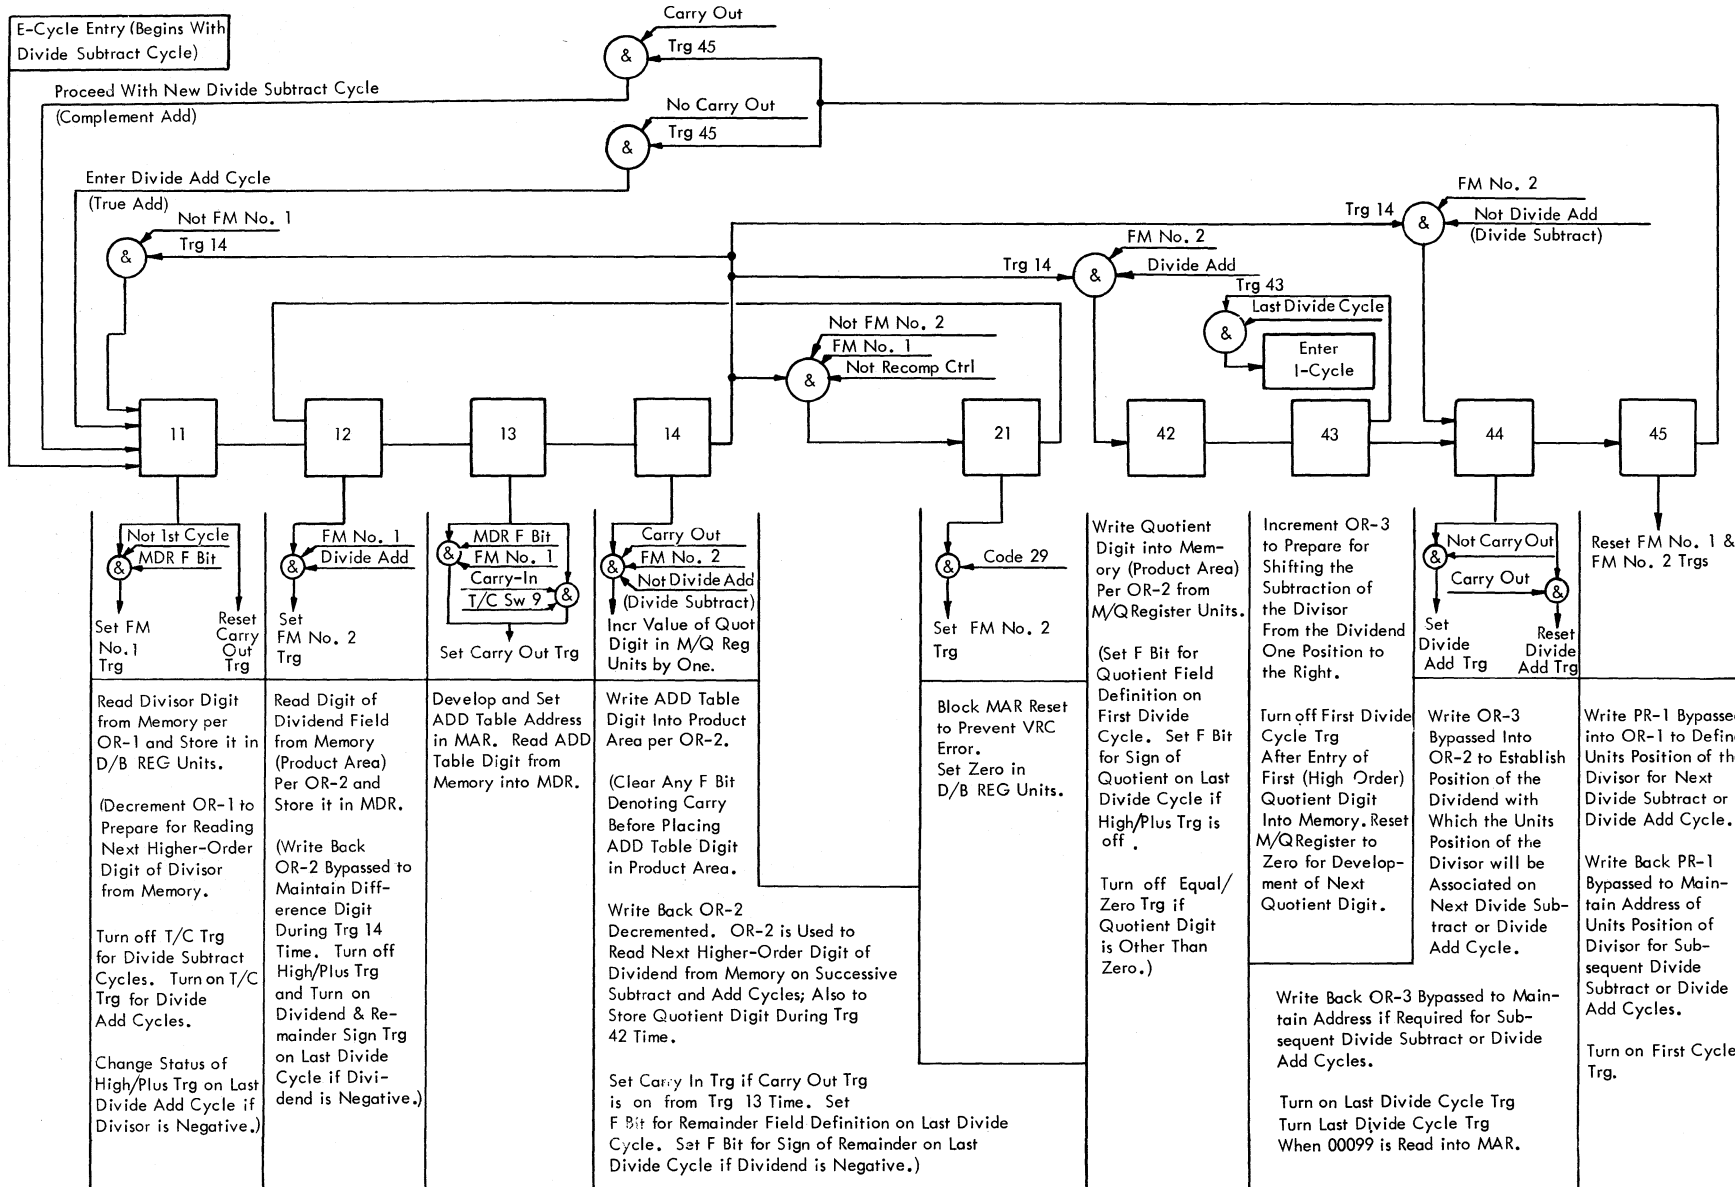 E-Cycle Entry (Begins With
Divide Subtract Cycle)
Carry Out
Trg 45
&
Proceed With New Divide Subtract Cycle
(Complement Add)
No Carry Out
Trg 45
&
Enter Divide Add Cycle
(True Add)
Not FM No. 1
Trg 14
&
FM No. 2
Trg 14
Not Divide Add
(Divide Subtract)
&
FM No. 2
Trg 14
Divide Add
&
Trg 43
Last Divide Cycle
&
Enter
I-Cycle
Not FM No. 2
FM No. 1
Not Recomp Ctrl
&
11
12
13
14
21
42
43
44
45
Not 1st Cycle
MDR F Bit
&
Set FM
No.1
Trg
Reset
Carry
Out
Trg
Read Divisor Digit
from Memory per
OR-1 and Store it in
D/B REG Units.
(Decrement OR-1 to
Prepare for Reading
Next Higher-Order
Digit of Divisor
from Memory.
Turn off T/C Trg
for Divide Subtract
Cycles. Turn on T/C
Trg for Divide
Add Cycles.
Change Status of
High/Plus Trg on Last
Divide Add Cycle if
Divisor is Negative.)
FM No. 1
Divide Add
&
Set
FM No. 2
Trg
Read Digit of
Dividend Field
from Memory
(Product Area)
Per OR-2 and
Store it in MDR.
(Write Back
OR-2 Bypassed to
Maintain Diff-
erence Digit
During Trg 14
Time. Turn off
High/Plus Trg
and Turn on
Dividend & Re-
mainder Sign Trg
on Last Divide
Cycle if Divi-
dend is Negative.)
MDR F Bit
&
FM No. 1
Carry-In
T/C Sw 9
&
Set Carry Out Trg
Develop and Set
ADD Table Address
in MAR. Read ADD
Table Digit from
Memory into MDR.
Carry Out
&
FM No. 2
Not Divide Add
(Divide Subtract)
Incr Value of Quot
Digit in M/Q Reg
Units by One.
Write ADD Table
Digit Into Product
Area per OR-2.
(Clear Any F Bit
Denoting Carry
Before Placing
ADD Table Digit
in Product Area.
Write Back OR-2
Decremented. OR-2 is Used to
Read Next Higher-Order Digit of
Dividend from Memory on Successive
Subtract and Add Cycles; Also to
Store Quotient Digit During Trg
42 Time.
Set Carry In Trg if Carry Out Trg
is on from Trg 13 Time. Set
F Bit for Remainder Field Definition on Last Divide
Cycle. Set F Bit for Sign of Remainder on Last
Divide Cycle if Dividend is Negative.)
&
Code 29
Set FM No. 2
Trg
Block MAR Reset
to Prevent VRC
Error.
Set Zero in
D/B REG Units.
Write Quotient
Digit into Mem-
ory (Product Area)
Per OR-2 from
M/Q Register Units.
(Set F Bit for
Quotient Field
Definition on
First Divide
Cycle. Set F Bit
for Sign of
Quotient on Last
Divide Cycle if
High/Plus Trg is
off .
Turn off Equal/
Zero Trg if
Quotient Digit
is Other Than
Zero.)
Increment OR-3
to Prepare for
Shifting the
Subtraction of
the Divisor
From the Dividend
One Position to
the Right.
Turn off First Divide
Cycle Trg
After Entry of
First (High Order)
Quotient Digit
Into Memory. Reset
M/Q Register to
Zero for Develop-
ment of Next
Quotient Digit.
Not Carry Out
&
Carry Out
&
Set
Divide
Add Trg
Reset
Divide
Add Trg
Write OR-3
Bypassed Into
OR-2 to Establish
Position of the
Dividend with
Which the Units
Position of the
Divisor will be
Associated on
Next Divide Sub-
tract or Divide
Add Cycle.
Write Back OR-3 Bypassed to Main-
tain Address if Required for Sub-
sequent Divide Subtract or Divide
Add Cycles.
Turn on Last Divide Cycle Trg
Turn Last Divide Cycle Trg
When 00099 is Read into MAR.
Reset FM No. 1 &
FM No. 2 Trgs
Write PR-1 Bypassed
into OR-1 to Define
Units Position of th
Divisor for Next
Divide Subtract or
Divide Add Cycle.
Write Back PR-1
Bypassed to Main-
tain Address of
Units Position of
Divisor for Sub-
sequent Divide
Subtract or Divide
Add Cycles.
Turn on First Cycle
Trg.